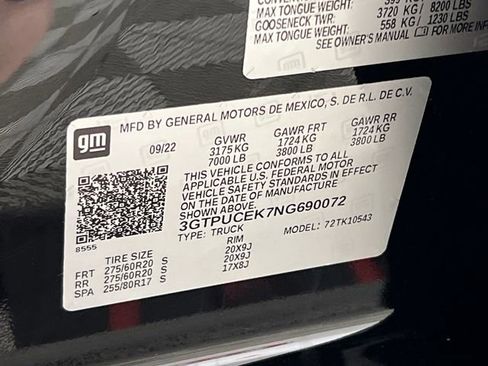 MAX TONGUE WEIGHT:
3720 KG / 8200 LBS
GOOSENECK TWR:
558 KG / 1230 LBS
MAX TONGUE WEIGHT:
SEE OWNER'S MANUAL FOR MORE
gm
MFD BY GENERAL MOTORS DE MEXICO, S. DE R.L. DE C.V.
09/22 GVWR GAWR FRT GAWR RR
3175 KG 1724 KG 1724 KG
7000 LB 3800 LB 3800 LB
THIS VEHICLE CONFORMS TO ALL
APPLICABLE U.S. FEDERAL MOTOR
VEHICLE SAFETY STANDARDS IN
EFFECT ON THE DATE OF
DATE OF MANUFACTURE
3GTPUCEK7NG690072
TYPE: TRUCK MODEL: 72TK10543
8555
TIRE SIZE RIM
FRT 275/60R20 S 20X9J
RR 275/60R20 S 20X9J
SPA 255/80R17 S 17X8J